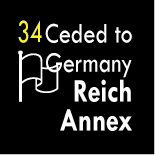 34 Ceded to
Germany
Reich
Annex